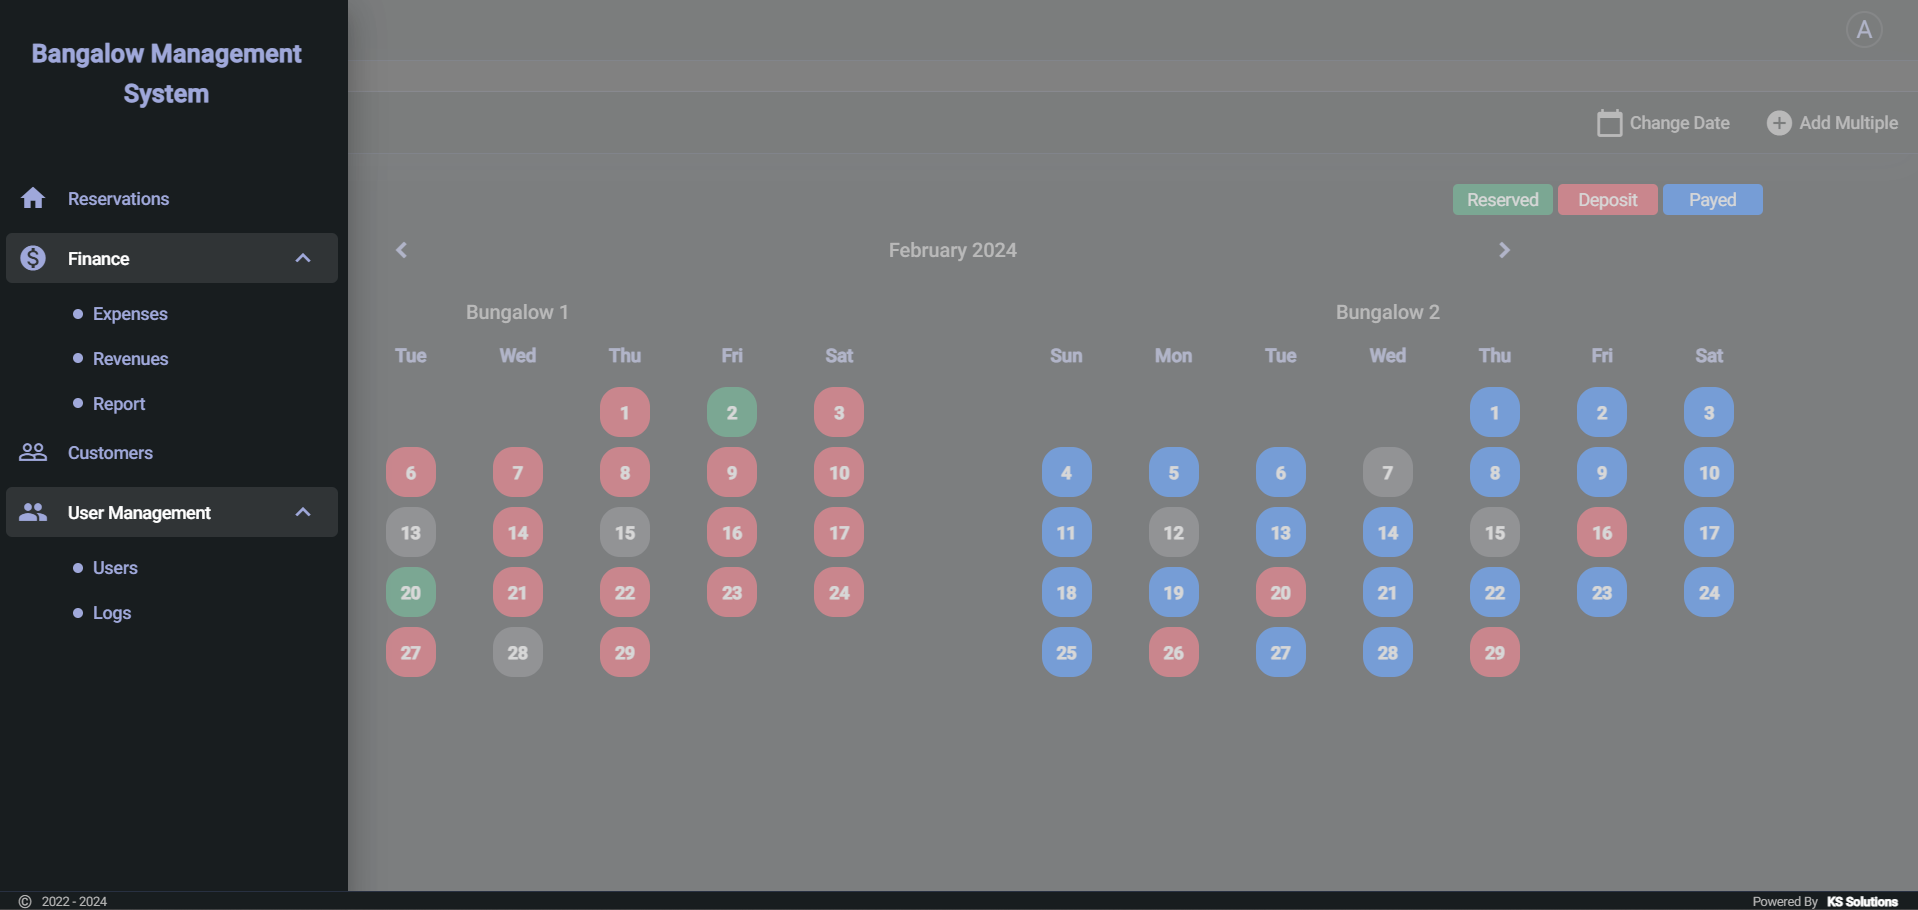 Bangalow Management
System
A
Change Date
Add Multiple
Reservations
Finance
Expenses
Revenues
Report
Customers
User Management
Users
Logs
Reserved Deposit Payed
February 2024
Bungalow 1
Tue Wed Thu Fri Sat
1 2 3
6 7 8 9 10
13 14 15 16 17
20 21 22 23 24
27 28 29
Bungalow 2
Sun Mon Tue Wed Thu Fri Sat
1 2 3
4 5 6 7 8 9 10
11 12 13 14 15 16 17
18 19 20 21 22 23 24
25 26 27 28 29
© 2022 - 2024
Powered By KS Solutions